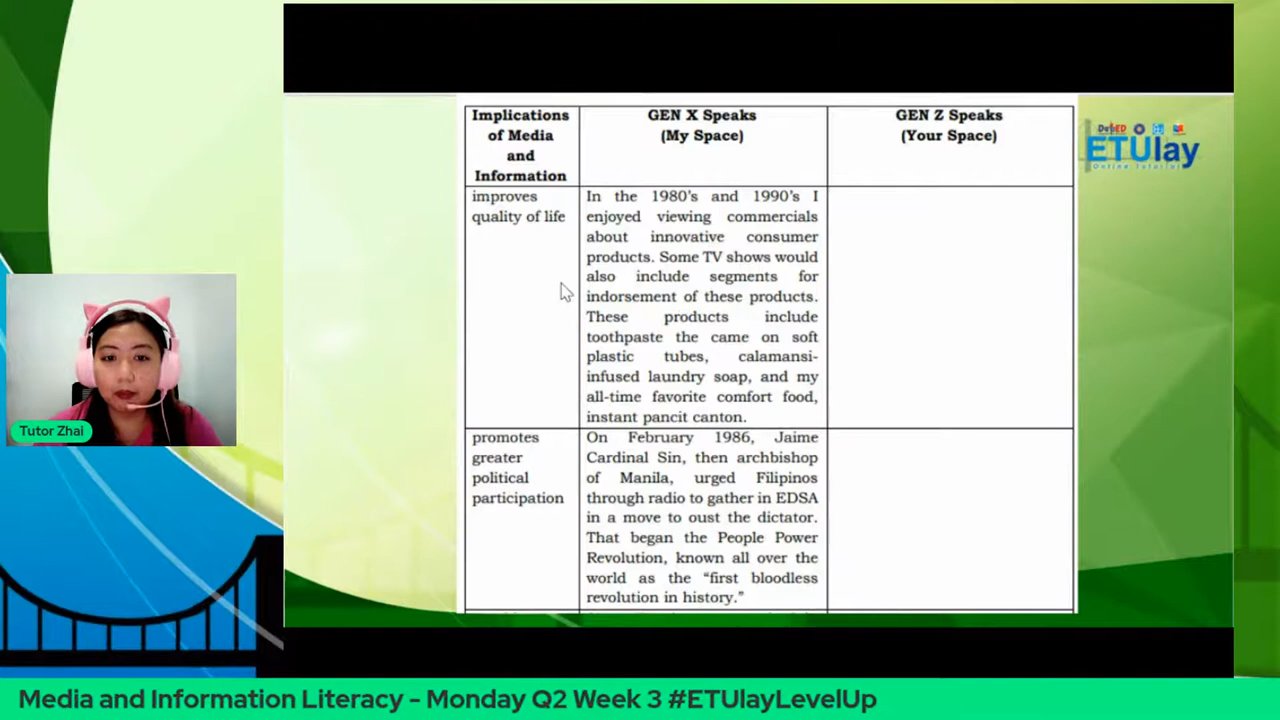 Implications
of Media
and
Information
GEN X Speaks
(My Space)
GEN Z Speaks
(Your Space)
improves
quality of life
In the 1980's and 1990's I
enjoyed viewing commercials
about innovative consumer
products. Some TV shows would
also include segments for
indorsement of these products.
These products include
toothpaste the came on soft
plastic tubes, calamansi-
infused laundry soap, and my
all-time favorite comfort food,
instant pancit canton.
promotes
greater
political
participation
On February 1986, Jaime
Cardinal Sin, then archbishop
of Manila, urged Filipinos
through radio to gather in EDSA
in a move to oust the dictator.
That began the People Power
Revolution, known all over the
world as the "first bloodless
revolution in history."
DepED
ETUlay
Online Tutorial
Tutor Zhai
Media and Information Literacy - Monday Q2 Week 3 #ETUlayLevelUp